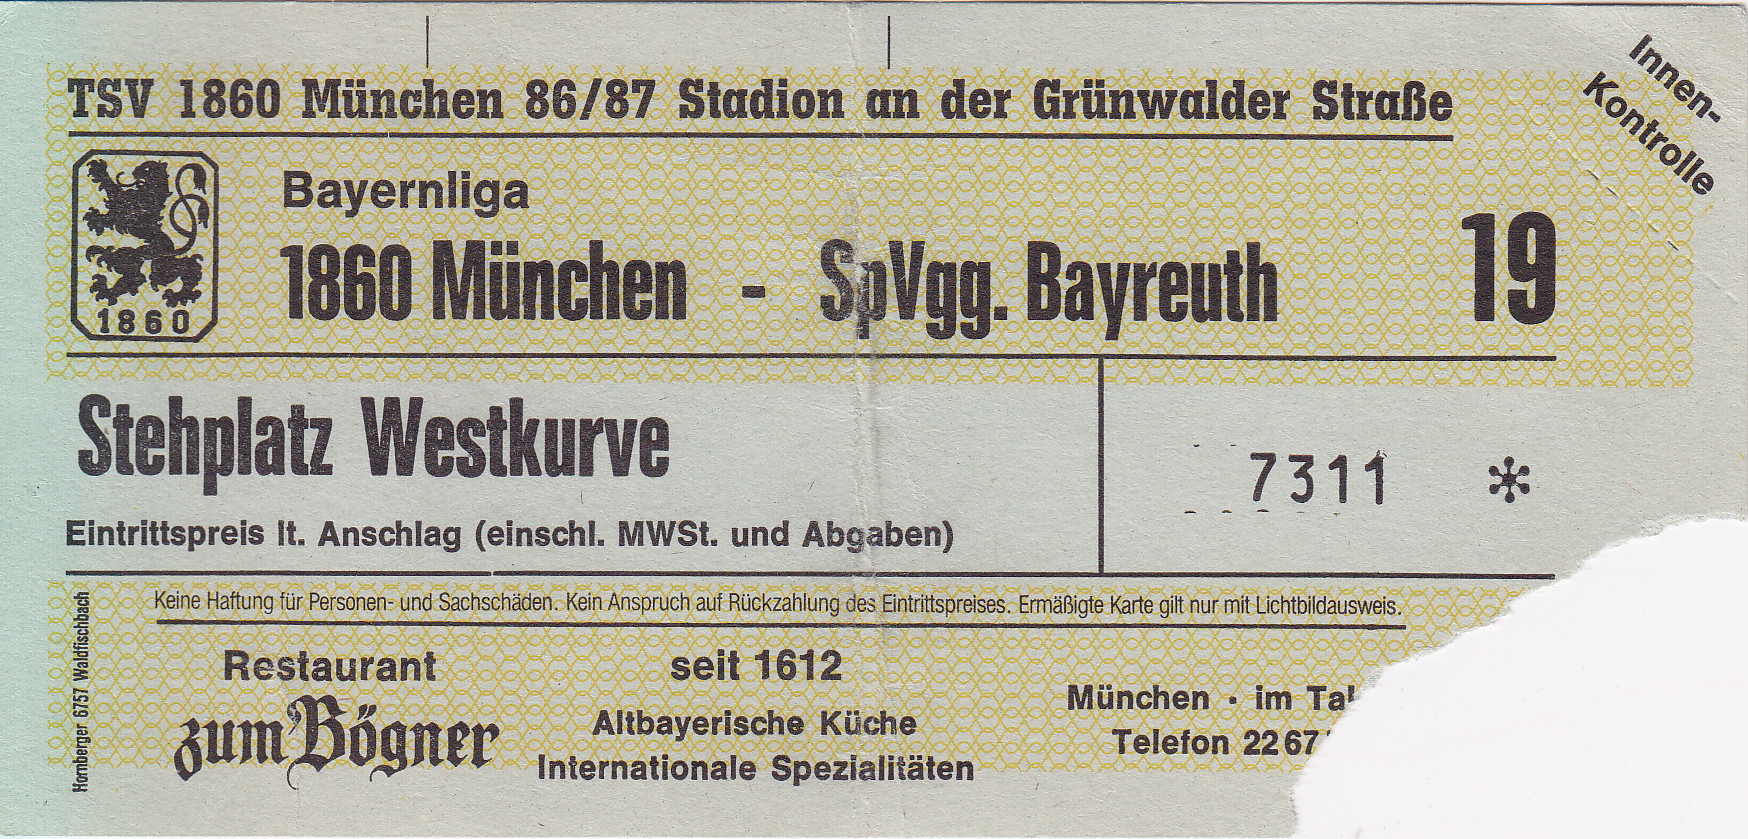 TSV 1860 München 86/87 Stadion an der Grünwalder Straße
Innen-
Kontrolle
Bayernliga
1860 München - SpVgg. Bayreuth 19
1860
Stehplatz Westkurve
7311 *
Eintrittspreis lt. Anschlag (einschl. MWSt. und Abgaben)
Keine Haftung für Personen- und Sachschäden. Kein Anspruch auf Rückzahlung des Eintrittspreises. Ermäßigte Karte gilt nur mit Lichtbildausweis.
Hornberger 6757 Waldfischbach
Restaurant
zum Bögner
seit 1612
Altbayerische Küche
Internationale Spezialitäten
München · im
Telefon 2267